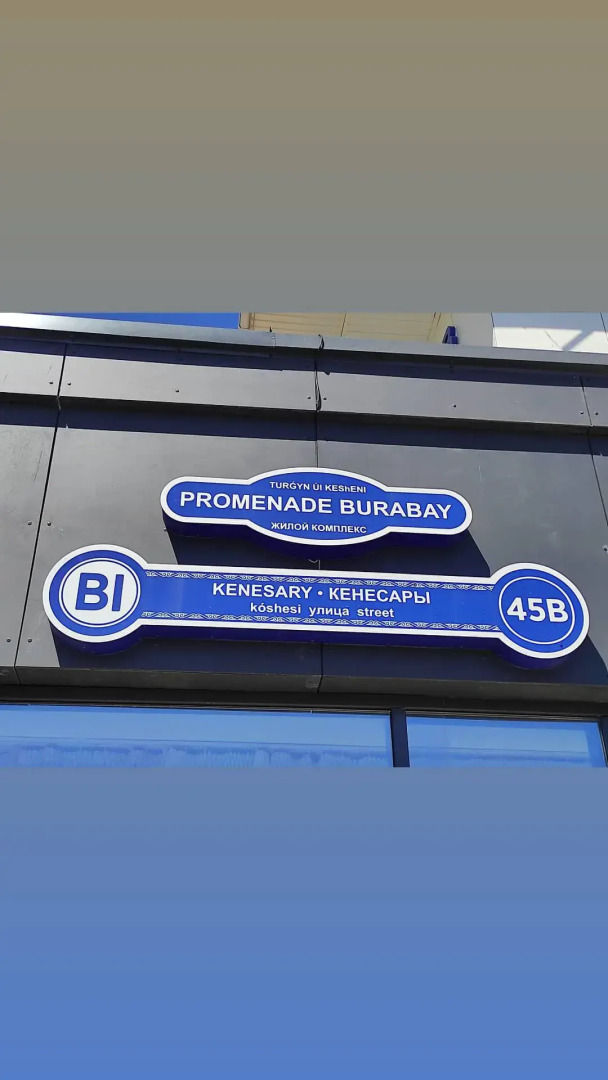 TURǴYN ÚI KEShENI
PROMENADE BURABAY
ЖИЛОЙ КОМПЛЕКС
BI
KENESARY • КЕНЕСАРЫ
kóshesi улица street
45B